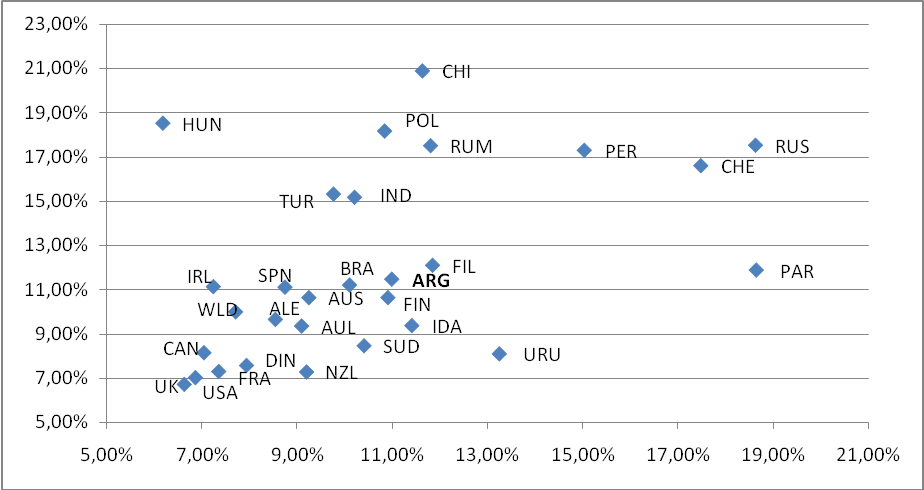 23,00%
21,00%
19,00%
17,00%
15,00%
13,00%
11,00%
9,00%
7,00%
5,00%
CHI
HUN
POL
RUM
PER
RUS
CHE
TUR
IND
IRL
SPN
BRA
ARG
FIL
PAR
WLD
ALE
AUS
FIN
AUL
IDA
CAN
DIN
SUD
URU
UK
USA
FRA
NZL
5,00% 7,00% 9,00% 11,00% 13,00% 15,00% 17,00% 19,00% 21,00%